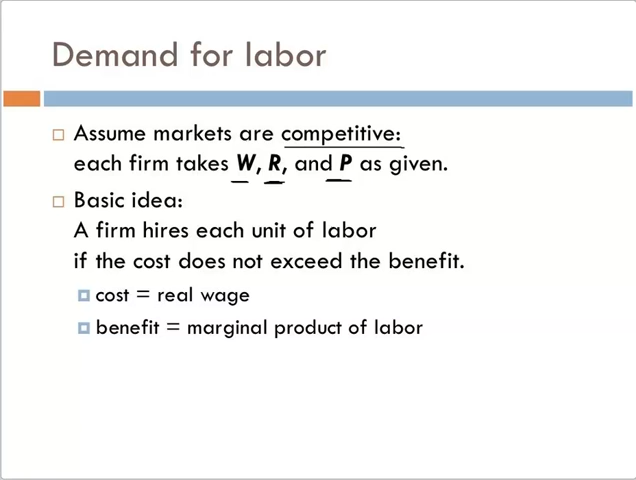 Demand for labor
Assume markets are competitive:
each firm takes W, R, and P as given.
Basic idea:
A firm hires each unit of labor
if the cost does not exceed the benefit.
cost = real wage
benefit = marginal product of labor